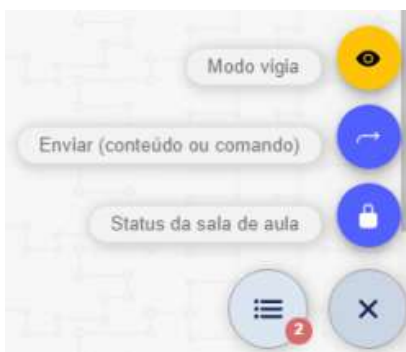 Modo vigia
Enviar (conteúdo ou comando)
Status da sala de aula
2